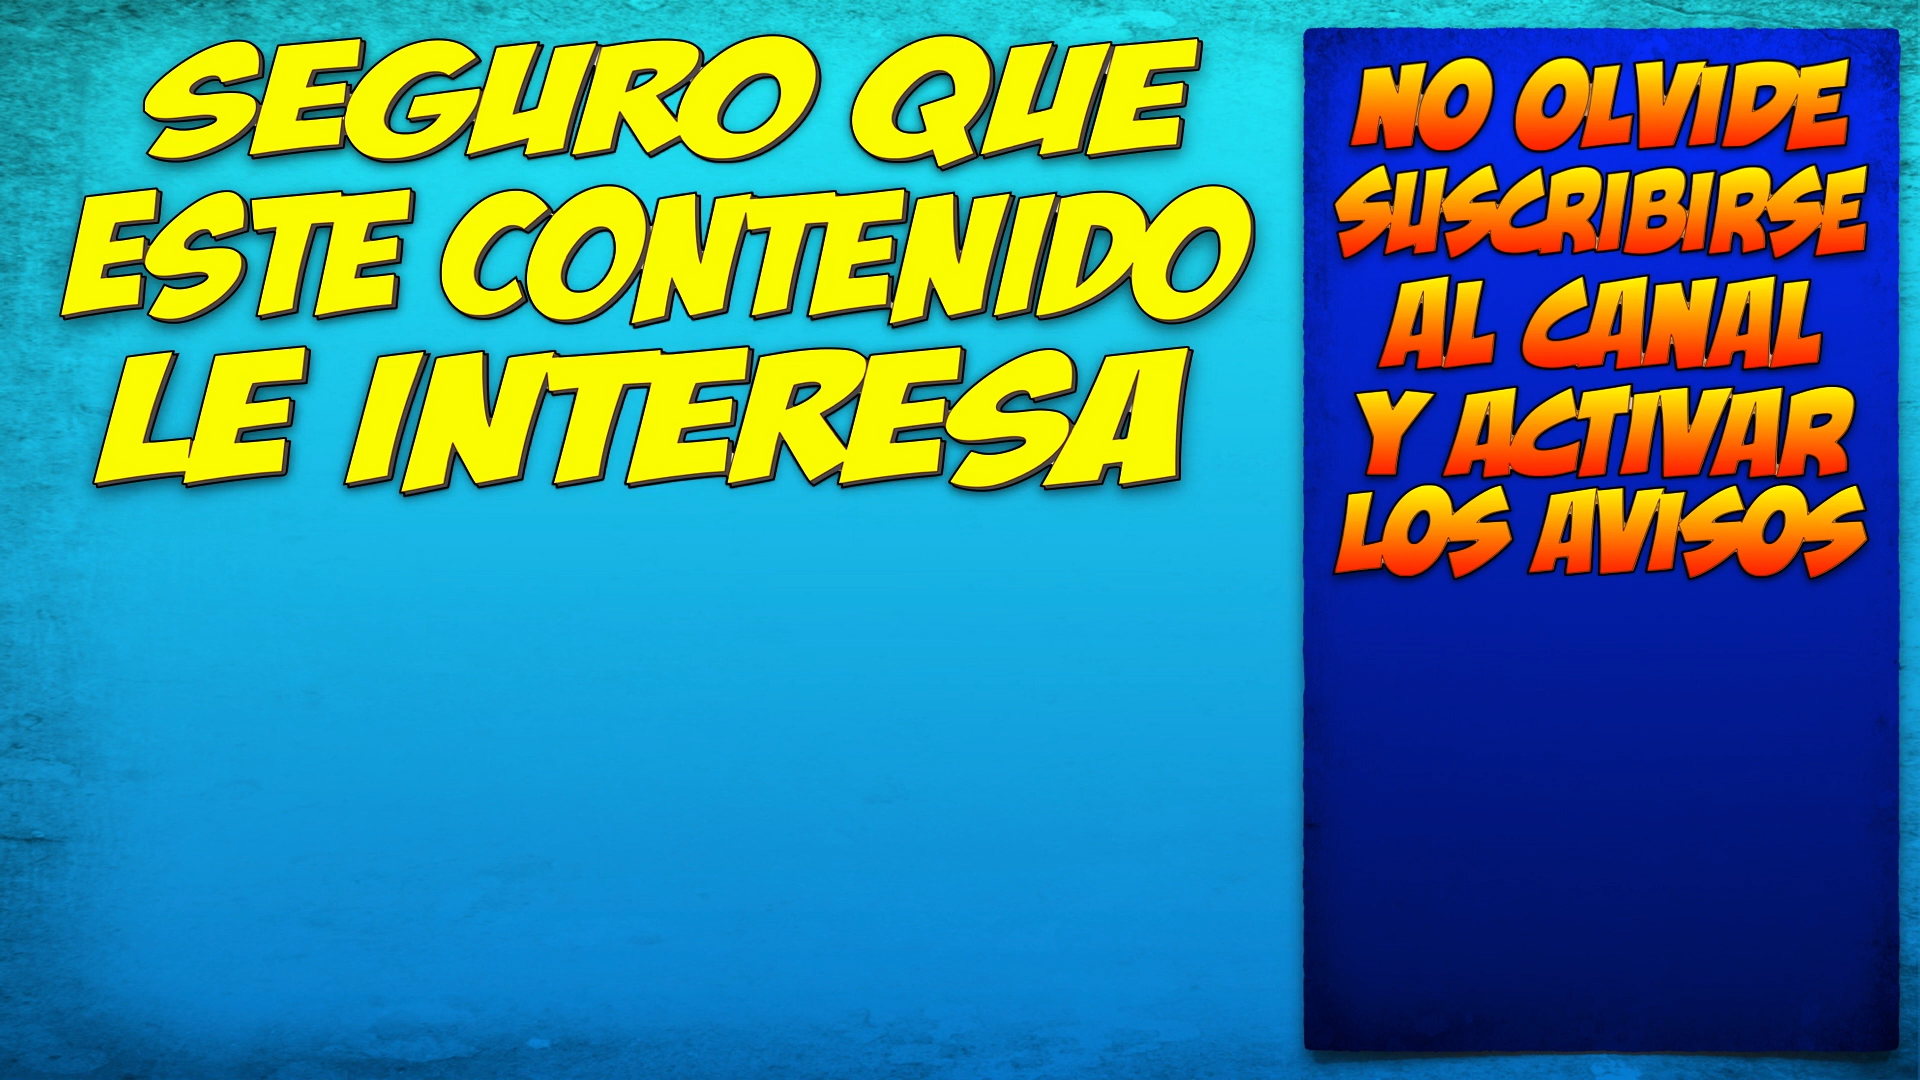 SEGURO QUE
ESTE CONTENIDO
LE INTERESA
NO OLVIDE
SUSCRIBIRSE
AL CANAL
Y ACTIVAR
LOS AVISOS